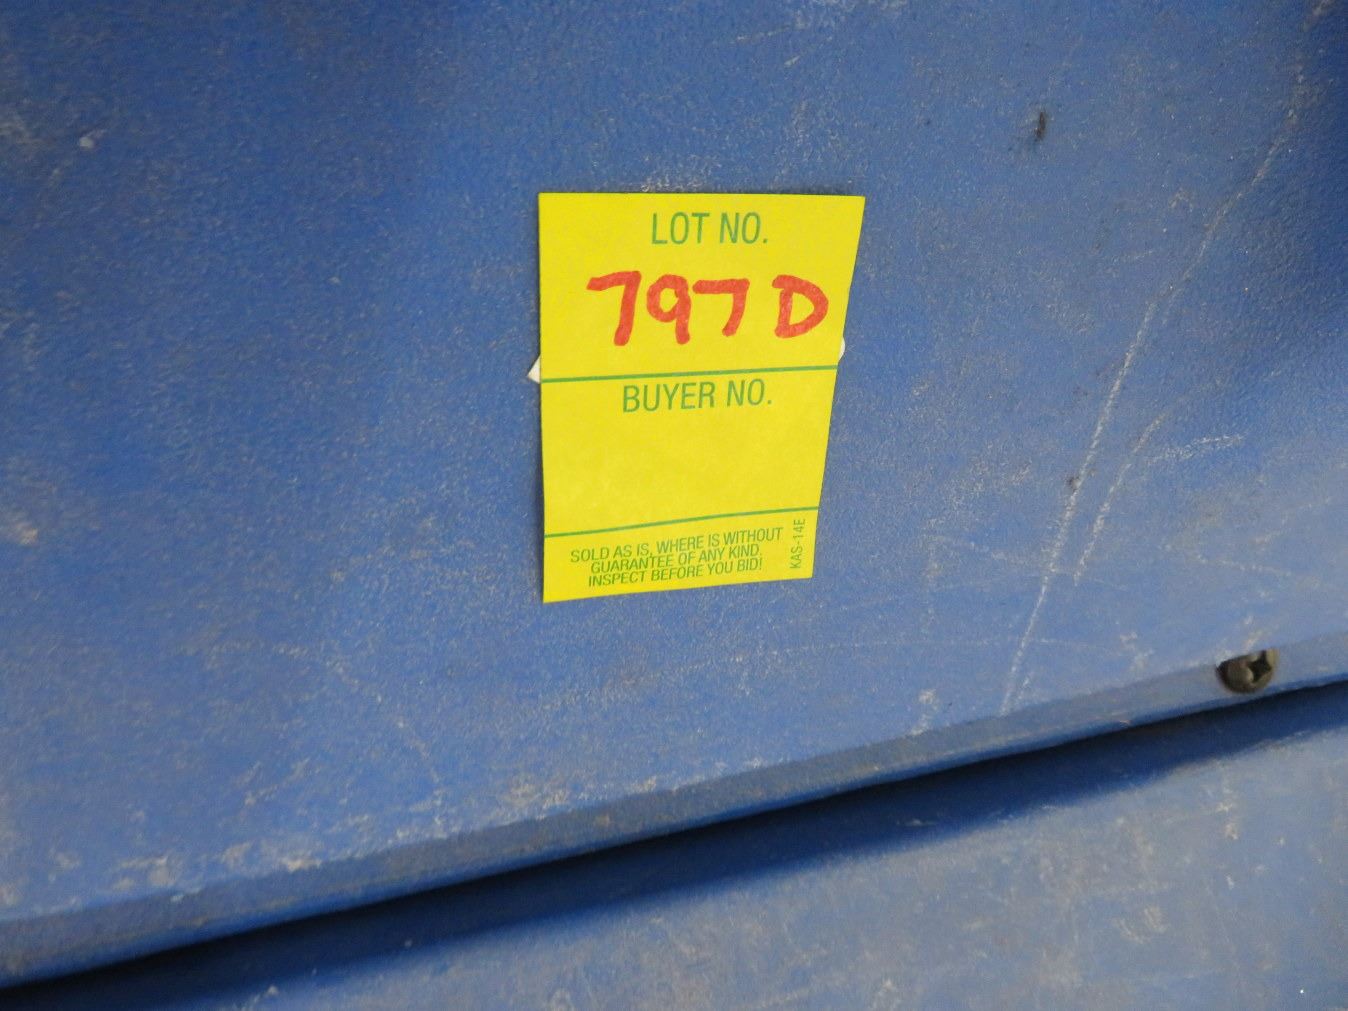 LOT NO.
797 D
BUYER NO.
SOLD AS IS, WHERE IS WITHOUT
GUARANTEE OF ANY KIND.
INSPECT BEFORE YOU BID!
KAS-14E